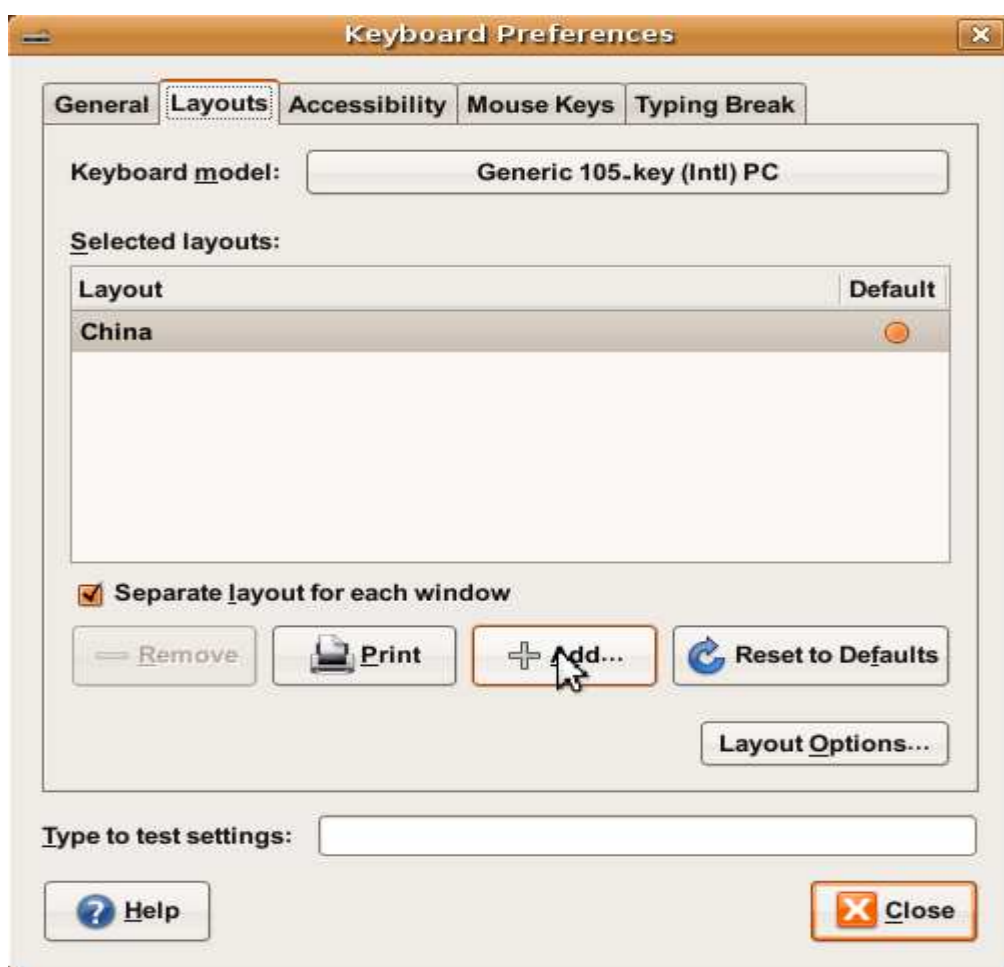 Keyboard Preferences
General Layouts Accessibility Mouse Keys Typing Break
Keyboard model: Generic 105-key (Intl) PC
Selected layouts:
Layout Default
China
Separate layout for each window
Remove Print Add... Reset to Defaults
Layout Options...
Type to test settings:
Help Close